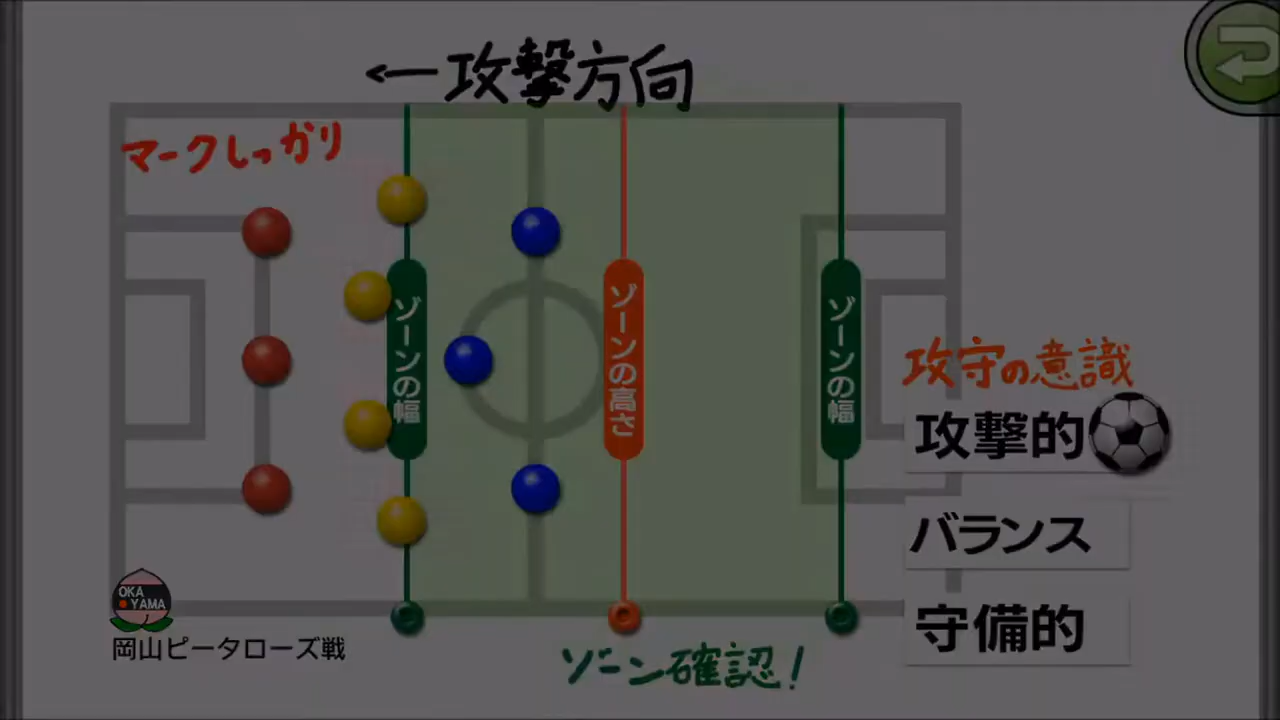 ←攻撃方向
マークしっかり
ゾーンの幅
ゾーンの高さ
ゾーンの幅
攻守の意識
攻撃的
バランス
守備的
OKA
YAMA
岡山ピータローズ戦
ゾーン確認!